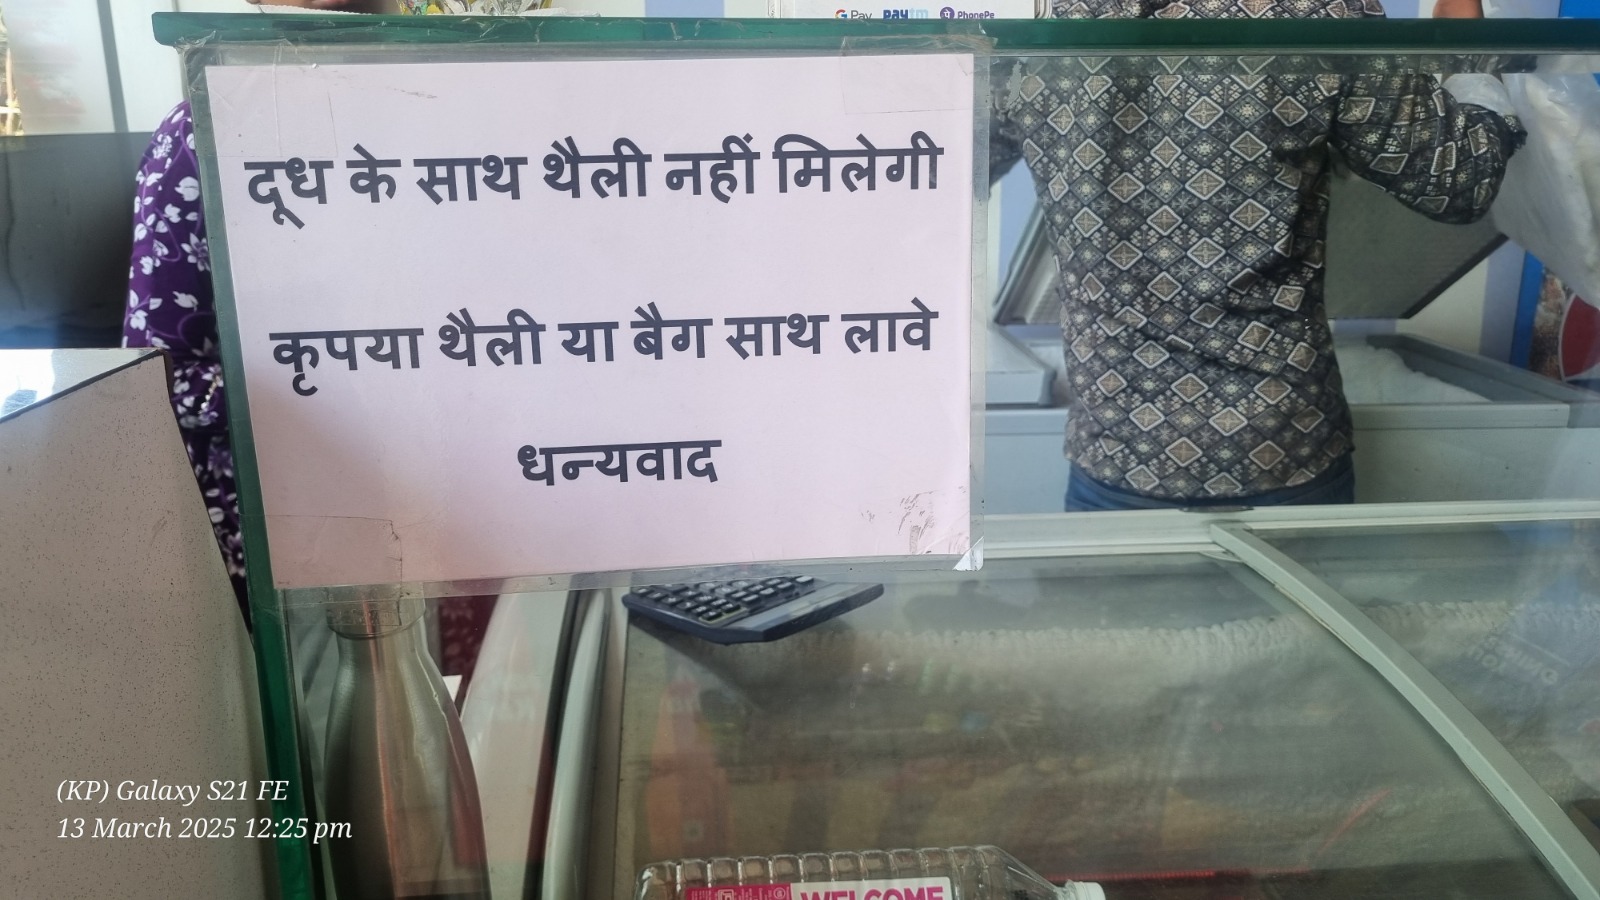 G Pay paytm PhonePe
दूध के साथ थैली नहीं मिलेगी
कृपया थैली या बैग साथ लावे
धन्यवाद
(KP) Galaxy S21 FE
13 March 2025 12:25 pm
WELCOME